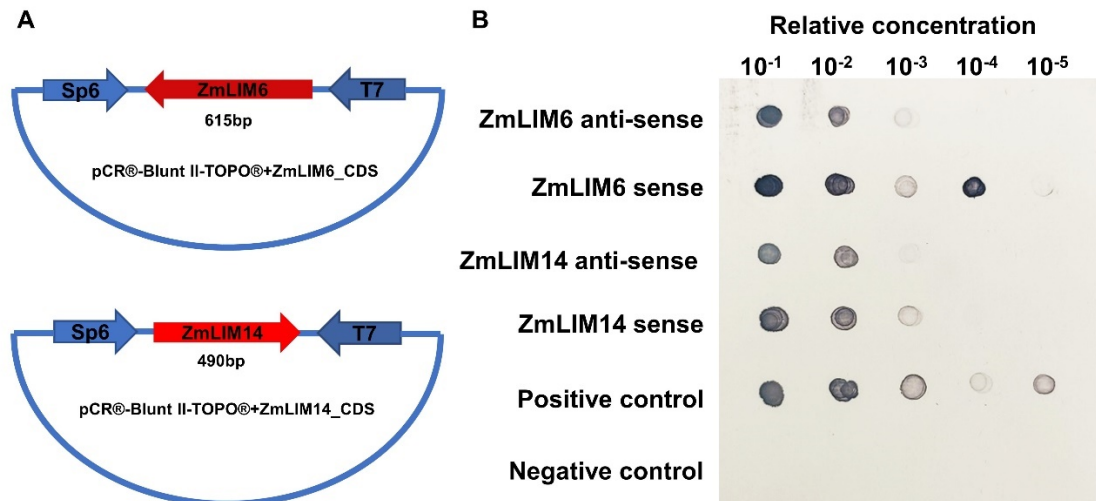 A
Sp6
ZmLIM6
T7
615bp
pCR®-Blunt II-TOPO®+ZmLIM6_CDS
Sp6
ZmLIM14
T7
490bp
pCR®-Blunt II-TOPO®+ZmLIM14_CDS
B
Relative concentration
10-1 10-2 10-3 10-4 10-5
ZmLIM6 anti-sense
ZmLIM6 sense
ZmLIM14 anti-sense
ZmLIM14 sense
Positive control
Negative control